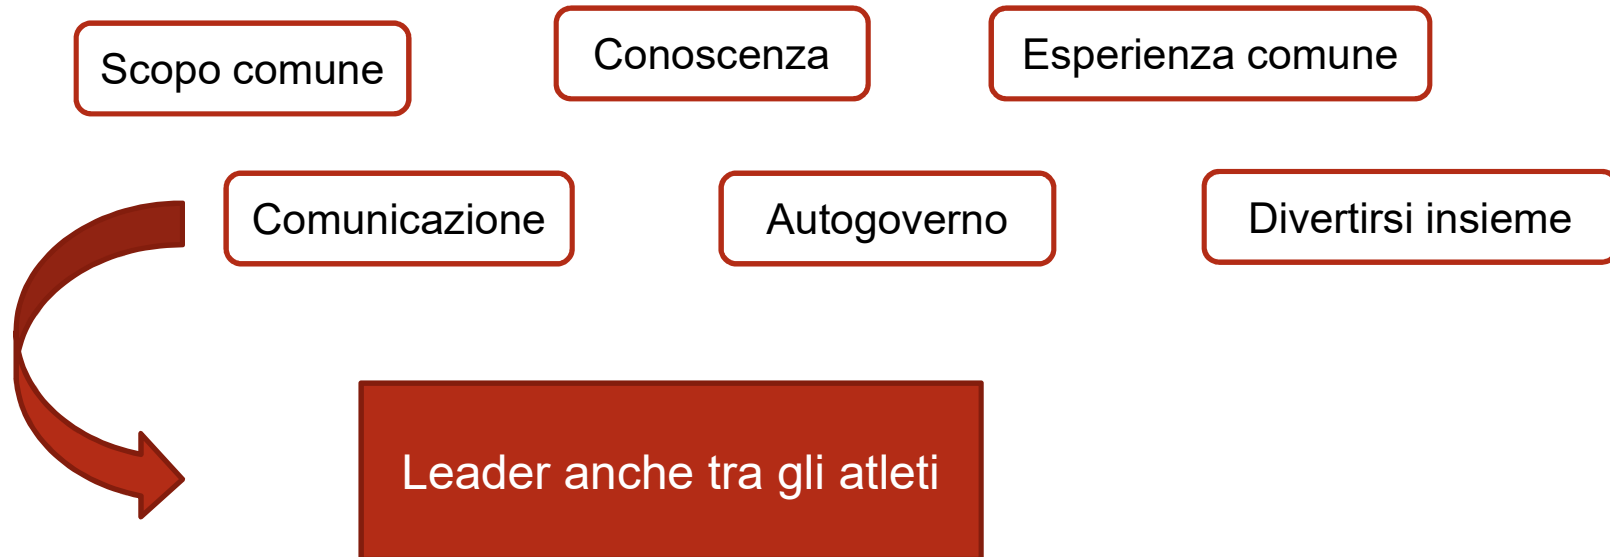 Scopo comune
Conoscenza
Esperienza comune
Comunicazione
Autogoverno
Divertirsi insieme
Leader anche tra gli atleti